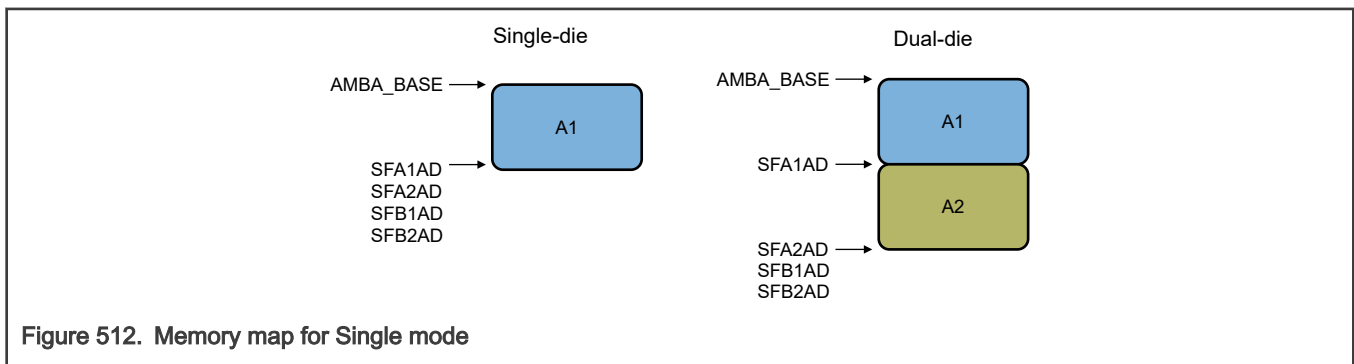 Single-die
AMBA_BASE
A1
SFA1AD
SFA2AD
SFB1AD
SFB2AD
Dual-die
AMBA_BASE
A1
SFA1AD
A2
SFA2AD
SFB1AD
SFB2AD
Figure 512. Memory map for Single mode